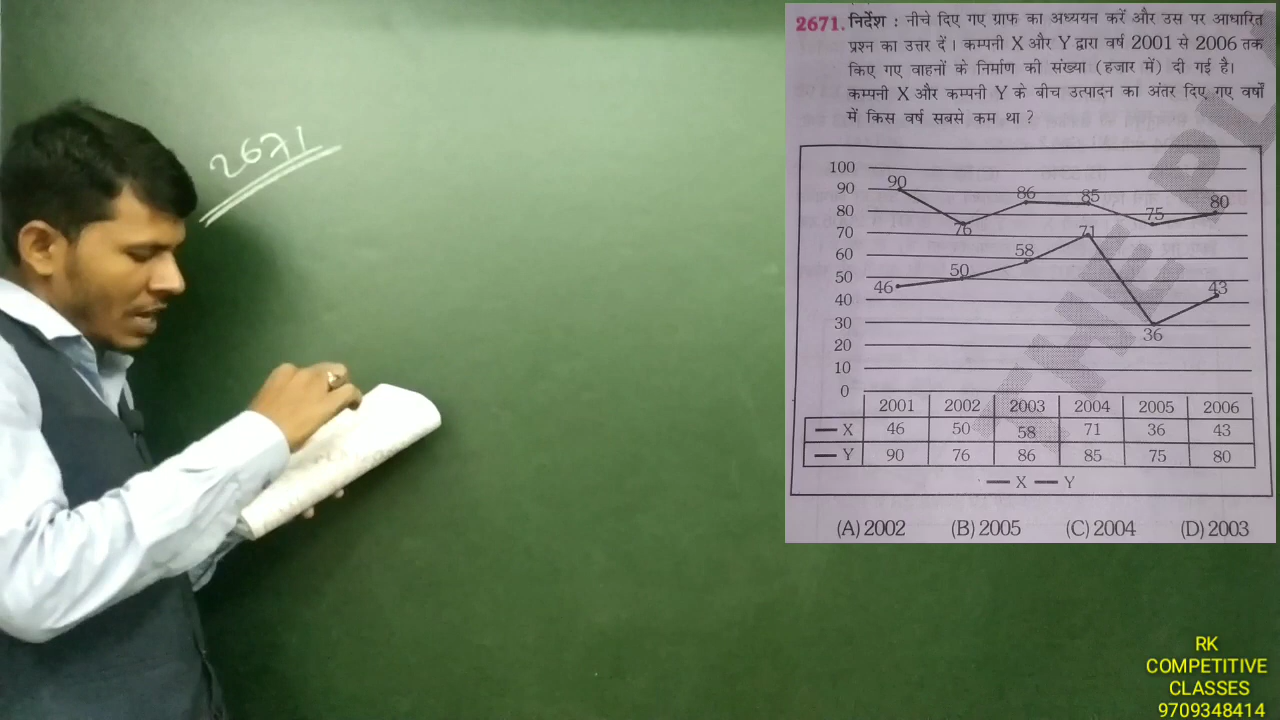 2671
2671. निर्देश : नीचे दिए गए ग्राफ का अध्ययन करें और उस पर आधारित
प्रश्न का उत्तर दें। कम्पनी X और Y द्वारा वर्ष 2001 से 2006 तक
किए गए वाहनों के निर्माण की संख्या (हजार में) दी गई है।
कम्पनी X और कम्पनी Y के बीच उत्पादन का अंतर दिए गए वर्षों
में किस वर्ष सबसे कम था ?
100
90
80
70
60
50
40
30
20
10
0
90 76 86 85 75 80
46 50 58 71 36 43
2001 2002 2003 2004 2005 2006
X 46 50 58 71 36 43
Y 90 76 86 85 75 80
X Y
(A) 2002 (B) 2005 (C) 2004 (D) 2003
RK
COMPETITIVE
CLASSES
9709348414